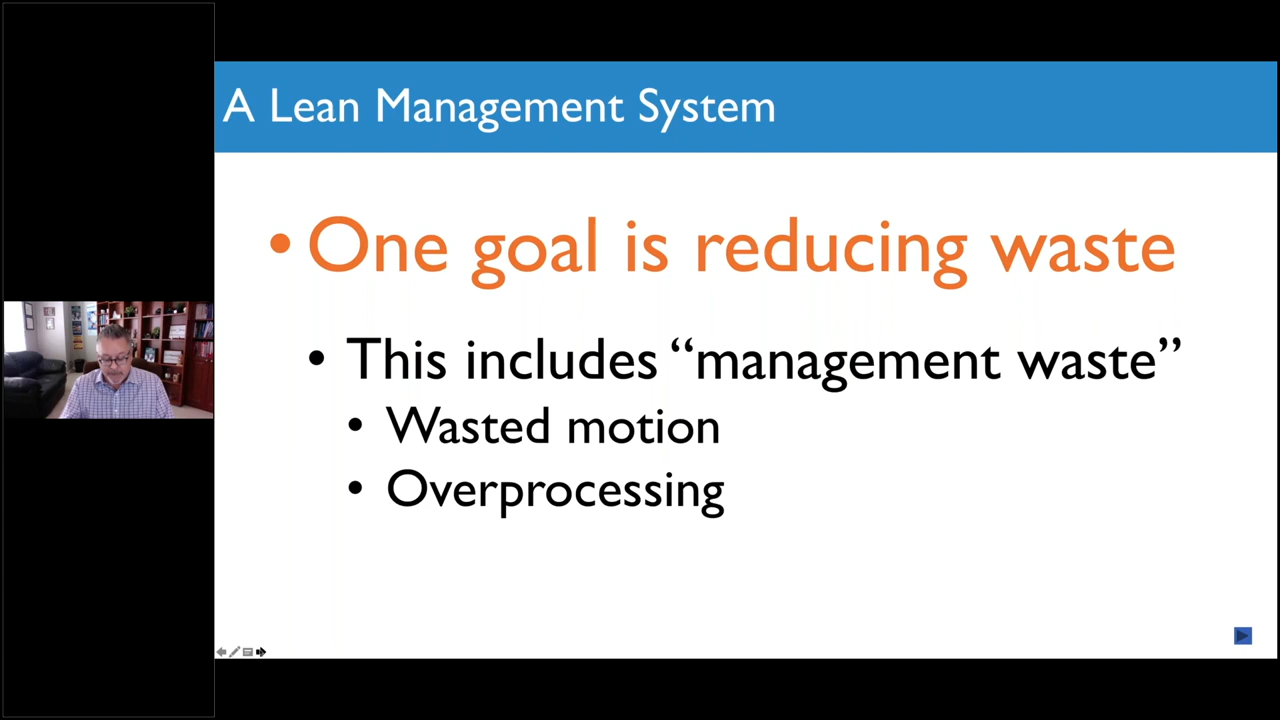 A Lean Management System
• One goal is reducing waste
• This includes “management waste”
• Wasted motion
• Overprocessing